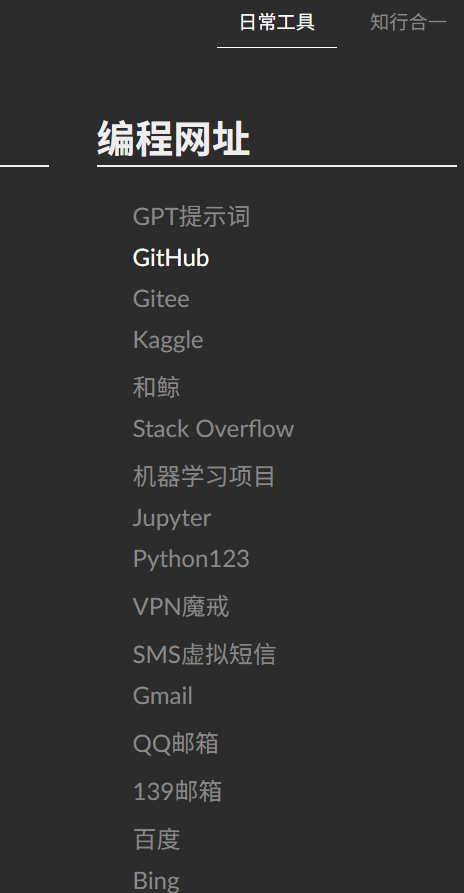 日常工具 知行合一
编程网址
GPT提示词
GitHub
Gitee
Kaggle
和鲸
Stack Overflow
机器学习项目
Jupyter
Python123
VPN魔戒
SMS虚拟短信
Gmail
QQ邮箱
139邮箱
百度
Bing